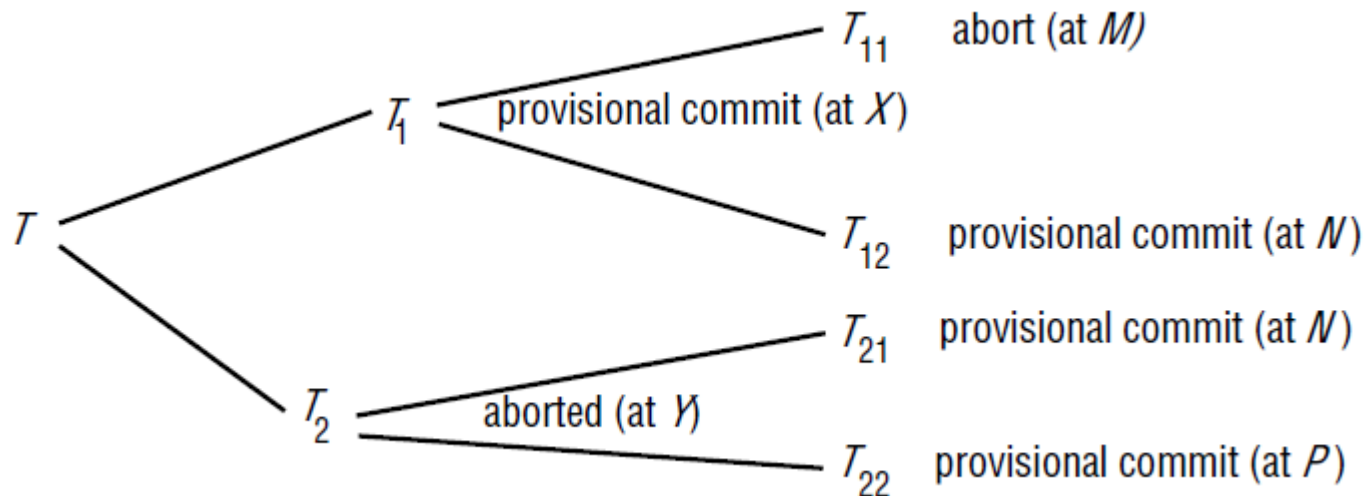 T₁₁ abort (at M)
T₁ provisional commit (at X)
T
T₁₂ provisional commit (at N)
T₂₁ provisional commit (at N)
T₂ aborted (at Y)
T₂₂ provisional commit (at P)